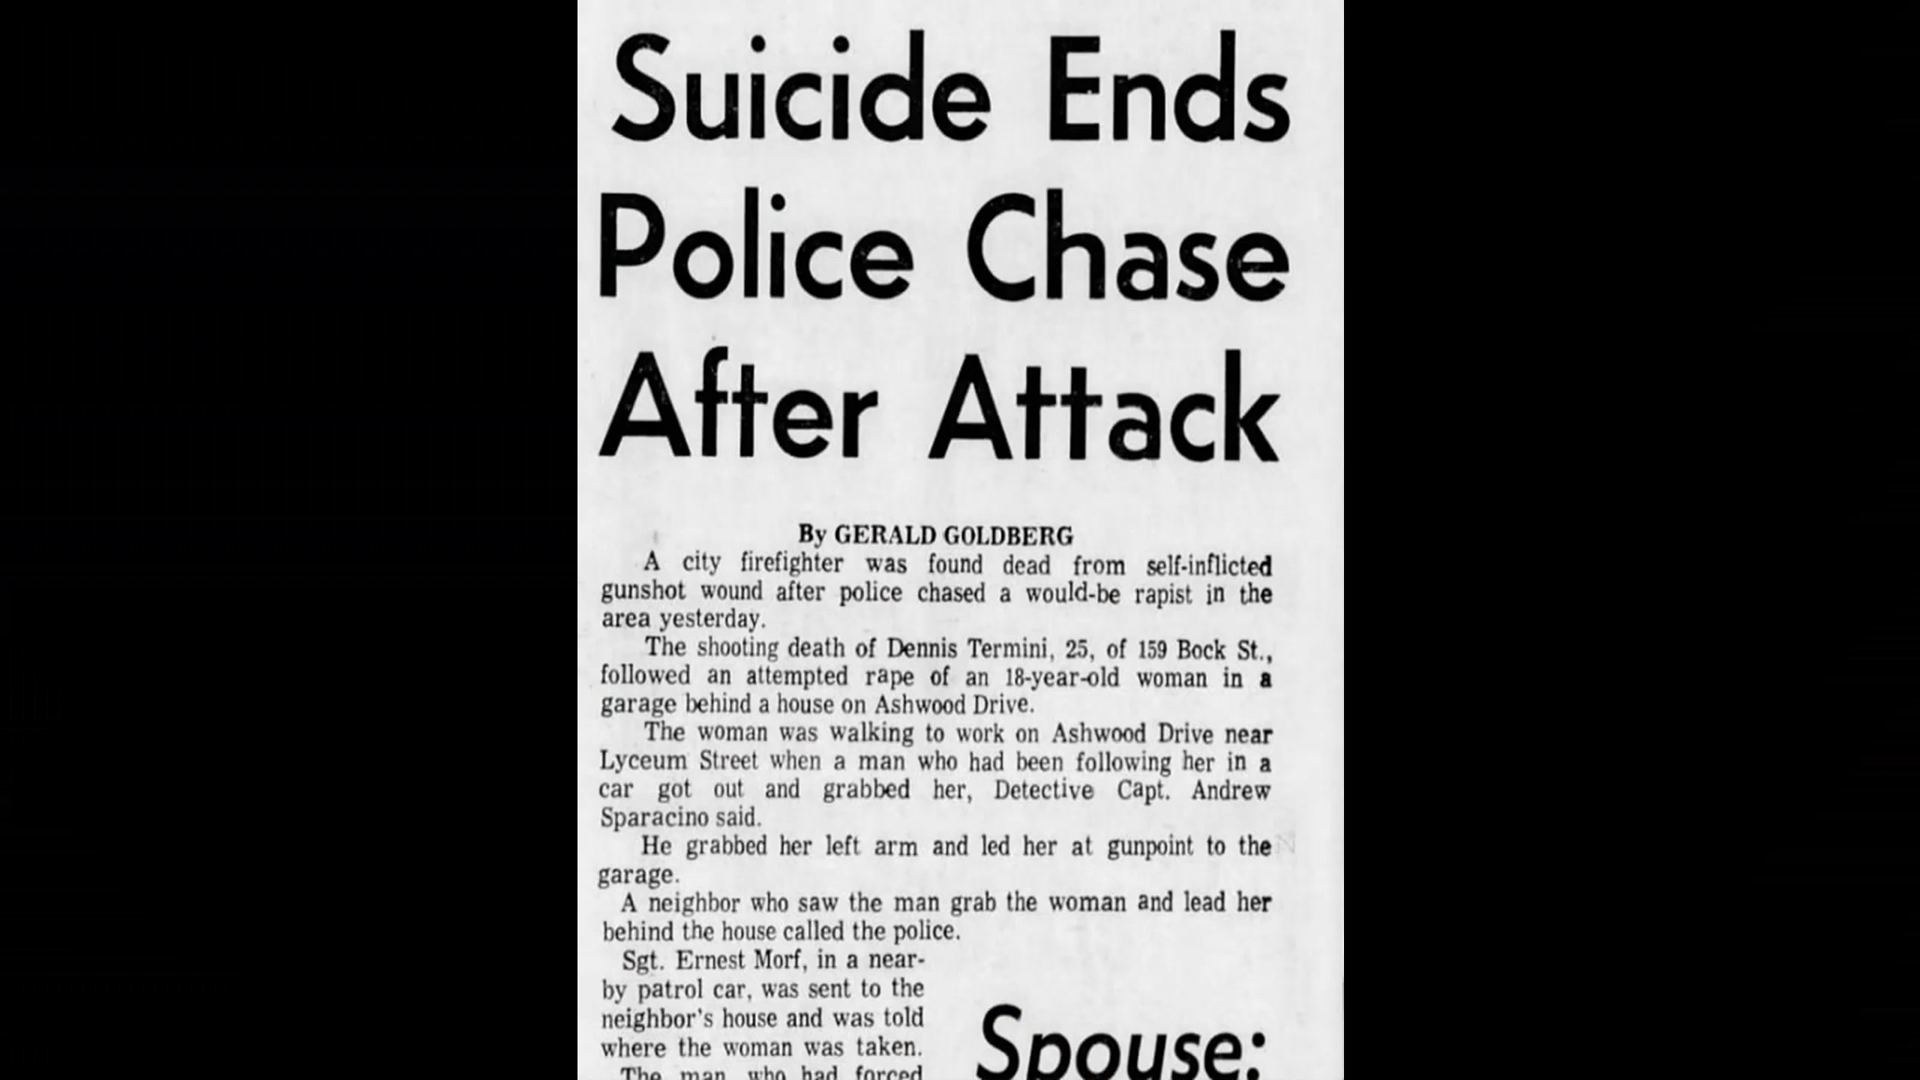 Suicide Ends
Police Chase
After Attack
By GERALD GOLDBERG
A city firefighter was found dead from self-inflicted
gunshot wound after police chased a would-be rapist in the
area yesterday.
The shooting death of Dennis Termini, 25, of 159 Bock St.,
followed an attempted rape of an 18-year-old woman in a
garage behind a house on Ashwood Drive.
The woman was walking to work on Ashwood Drive near
Lyceum Street when a man who had been following her in a
car got out and grabbed her, Detective Capt. Andrew
Sparacino said.
He grabbed her left arm and led her at gunpoint to the
garage.
A neighbor who saw the man grab the woman and lead her
behind the house called the police.
Sgt. Ernest Morf, in a near-
by patrol car, was sent to the
neighbor's house and was told
where the woman was taken.
The man who had forced
Spouse: